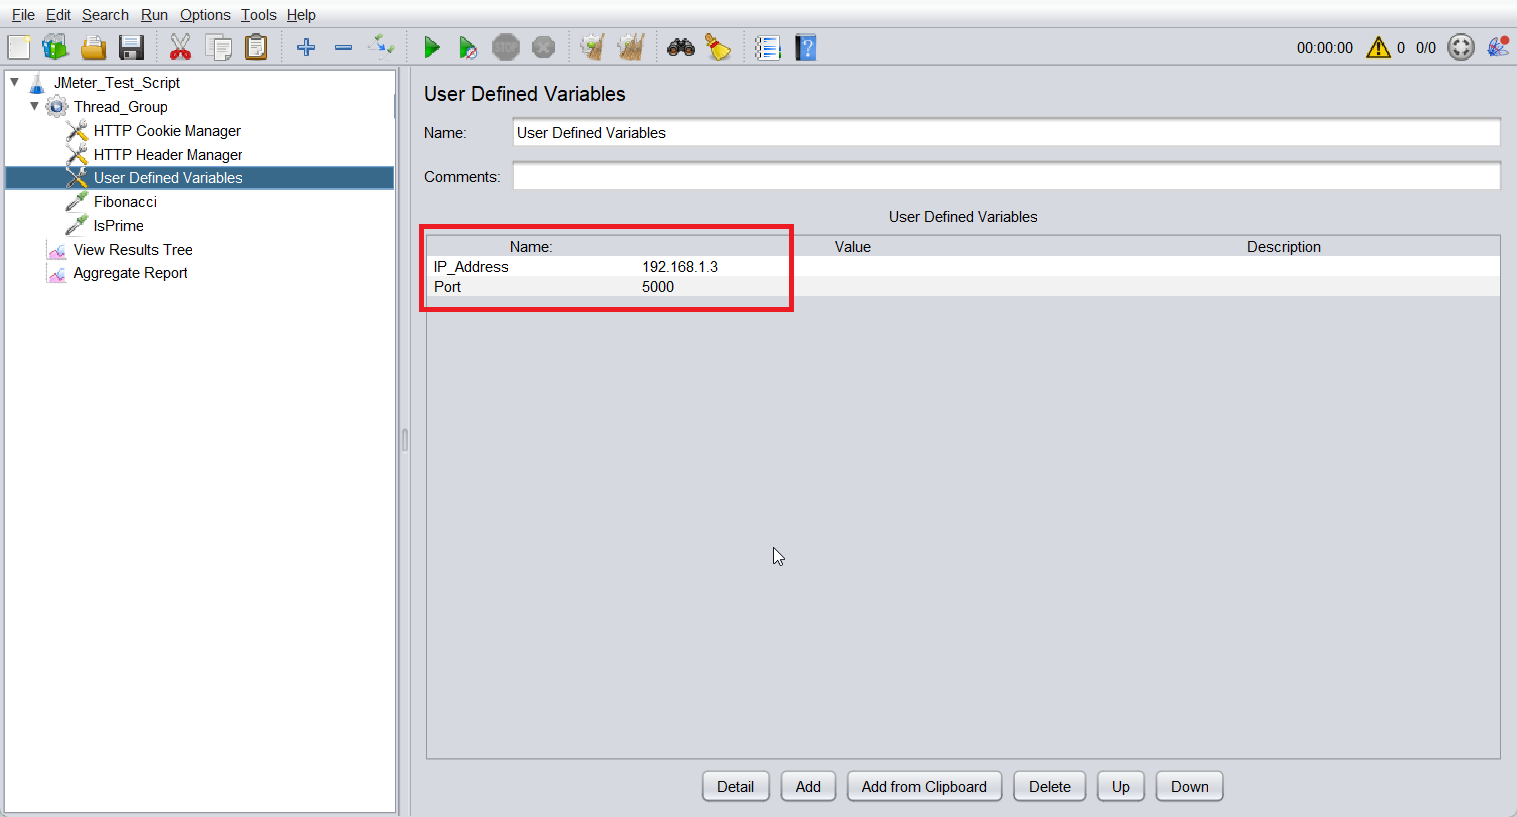 File Edit Search Run Options Tools Help
STOP
00:00:00 0 0/0
JMeter_Test_Script
Thread_Group
HTTP Cookie Manager
HTTP Header Manager
User Defined Variables
Fibonacci
IsPrime
View Results Tree
Aggregate Report
User Defined Variables
Name: User Defined Variables
Comments:
User Defined Variables
Name: Value Description
IP_Address 192.168.1.3
Port 5000
Detail Add Add from Clipboard Delete Up Down